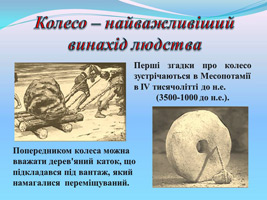 Колесо – найважливіший
винахід людства
Перші згадки про колесо
зустрічаються в Месопотамії
в IV тисячолітті до н.е.
(3500-1000 до н.е.).
Попередником колеса можна
вважати дерев'яний каток, що
підкладався під вантаж, який
намагалися переміщуваний.